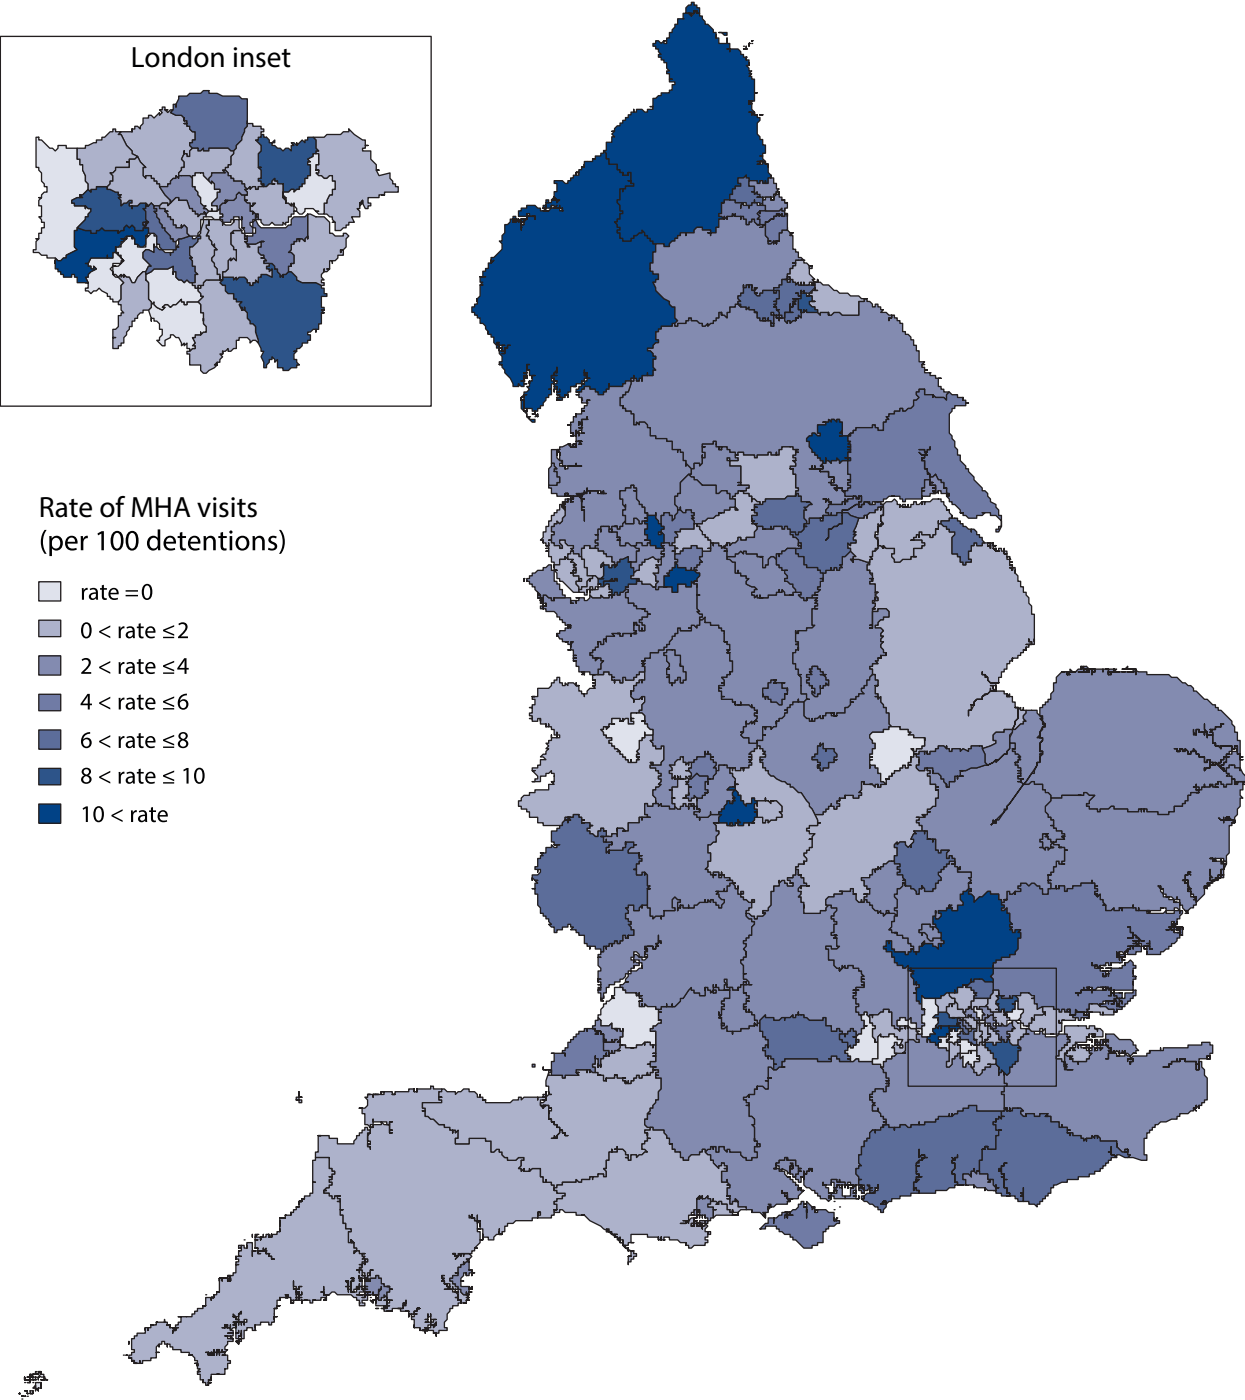 London inset
Rate of MHA visits
(per 100 detentions)
rate = 0
0 < rate ≤ 2
2 < rate ≤ 4
4 < rate ≤ 6
6 < rate ≤ 8
8 < rate ≤ 10
10 < rate